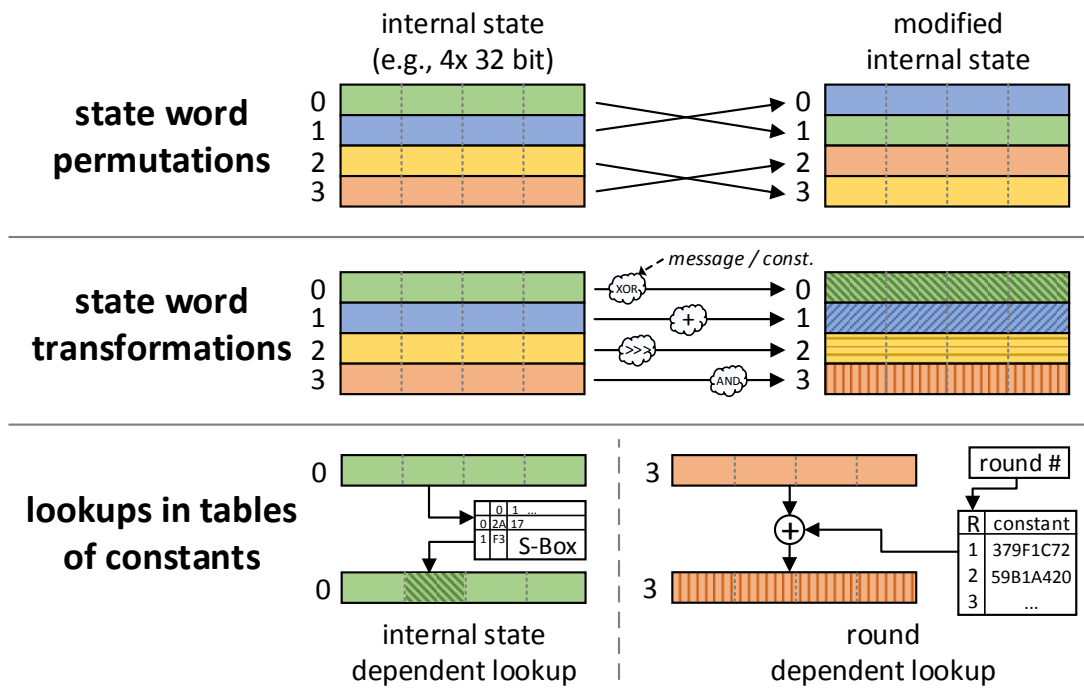 internal state
(e.g., 4x 32 bit)
modified
internal state
state word
permutations
0
1
2
3
0
1
2
3
state word
transformations
0
1
2
3
message / const.
XOR
+
>>>
AND
0
1
2
3
lookups in tables
of constants
0
0 1 ...
0 2A 17
1 F3 S-Box
0
internal state
dependent lookup
3
+
3
round #
R constant
1 379F1C72
2 59B1A420
3 ...
round
dependent lookup